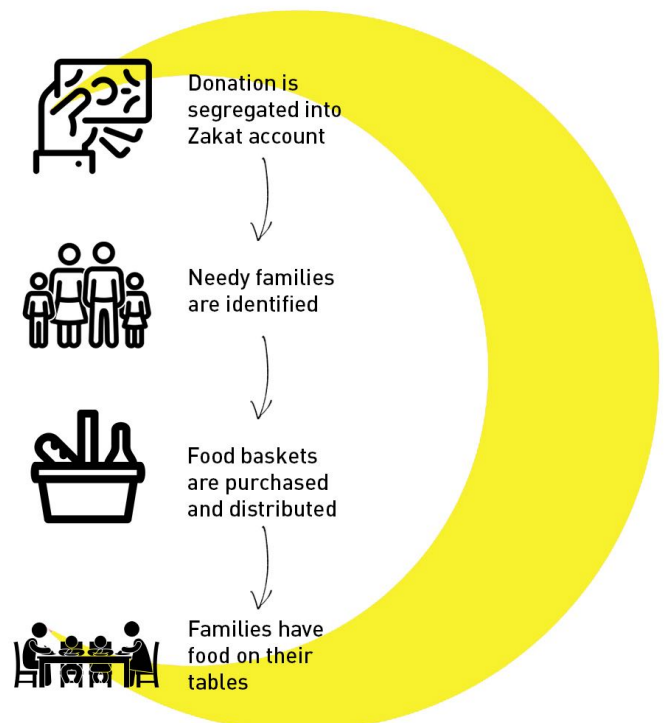 Donation is
segregated into
Zakat account
Needy families
are identified
Food baskets
are purchased
and distributed
Families have
food on their
tables